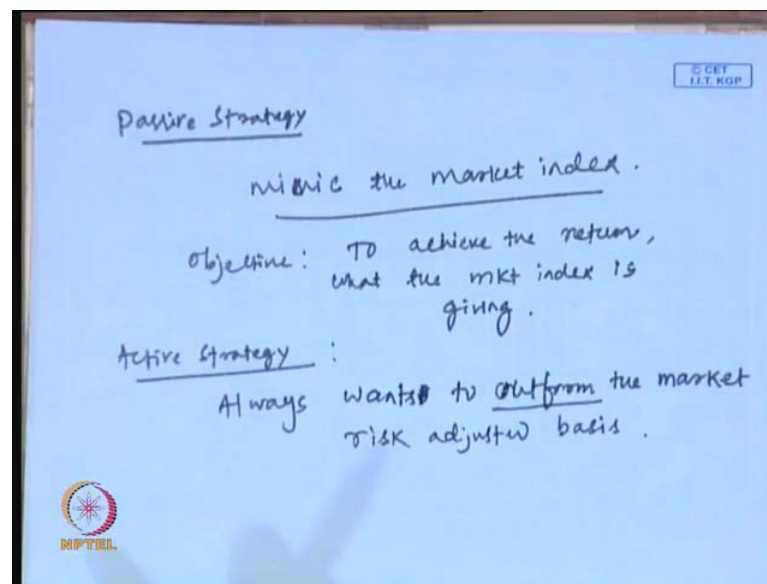 © CET
I.I.T. KGP
Passive Strategy
Mimic the market index.
Objective: To achieve the return,
what the mkt index is
giving.
Active Strategy :
Always wants to outfrom the market
risk adjusted basis.
NPTEL